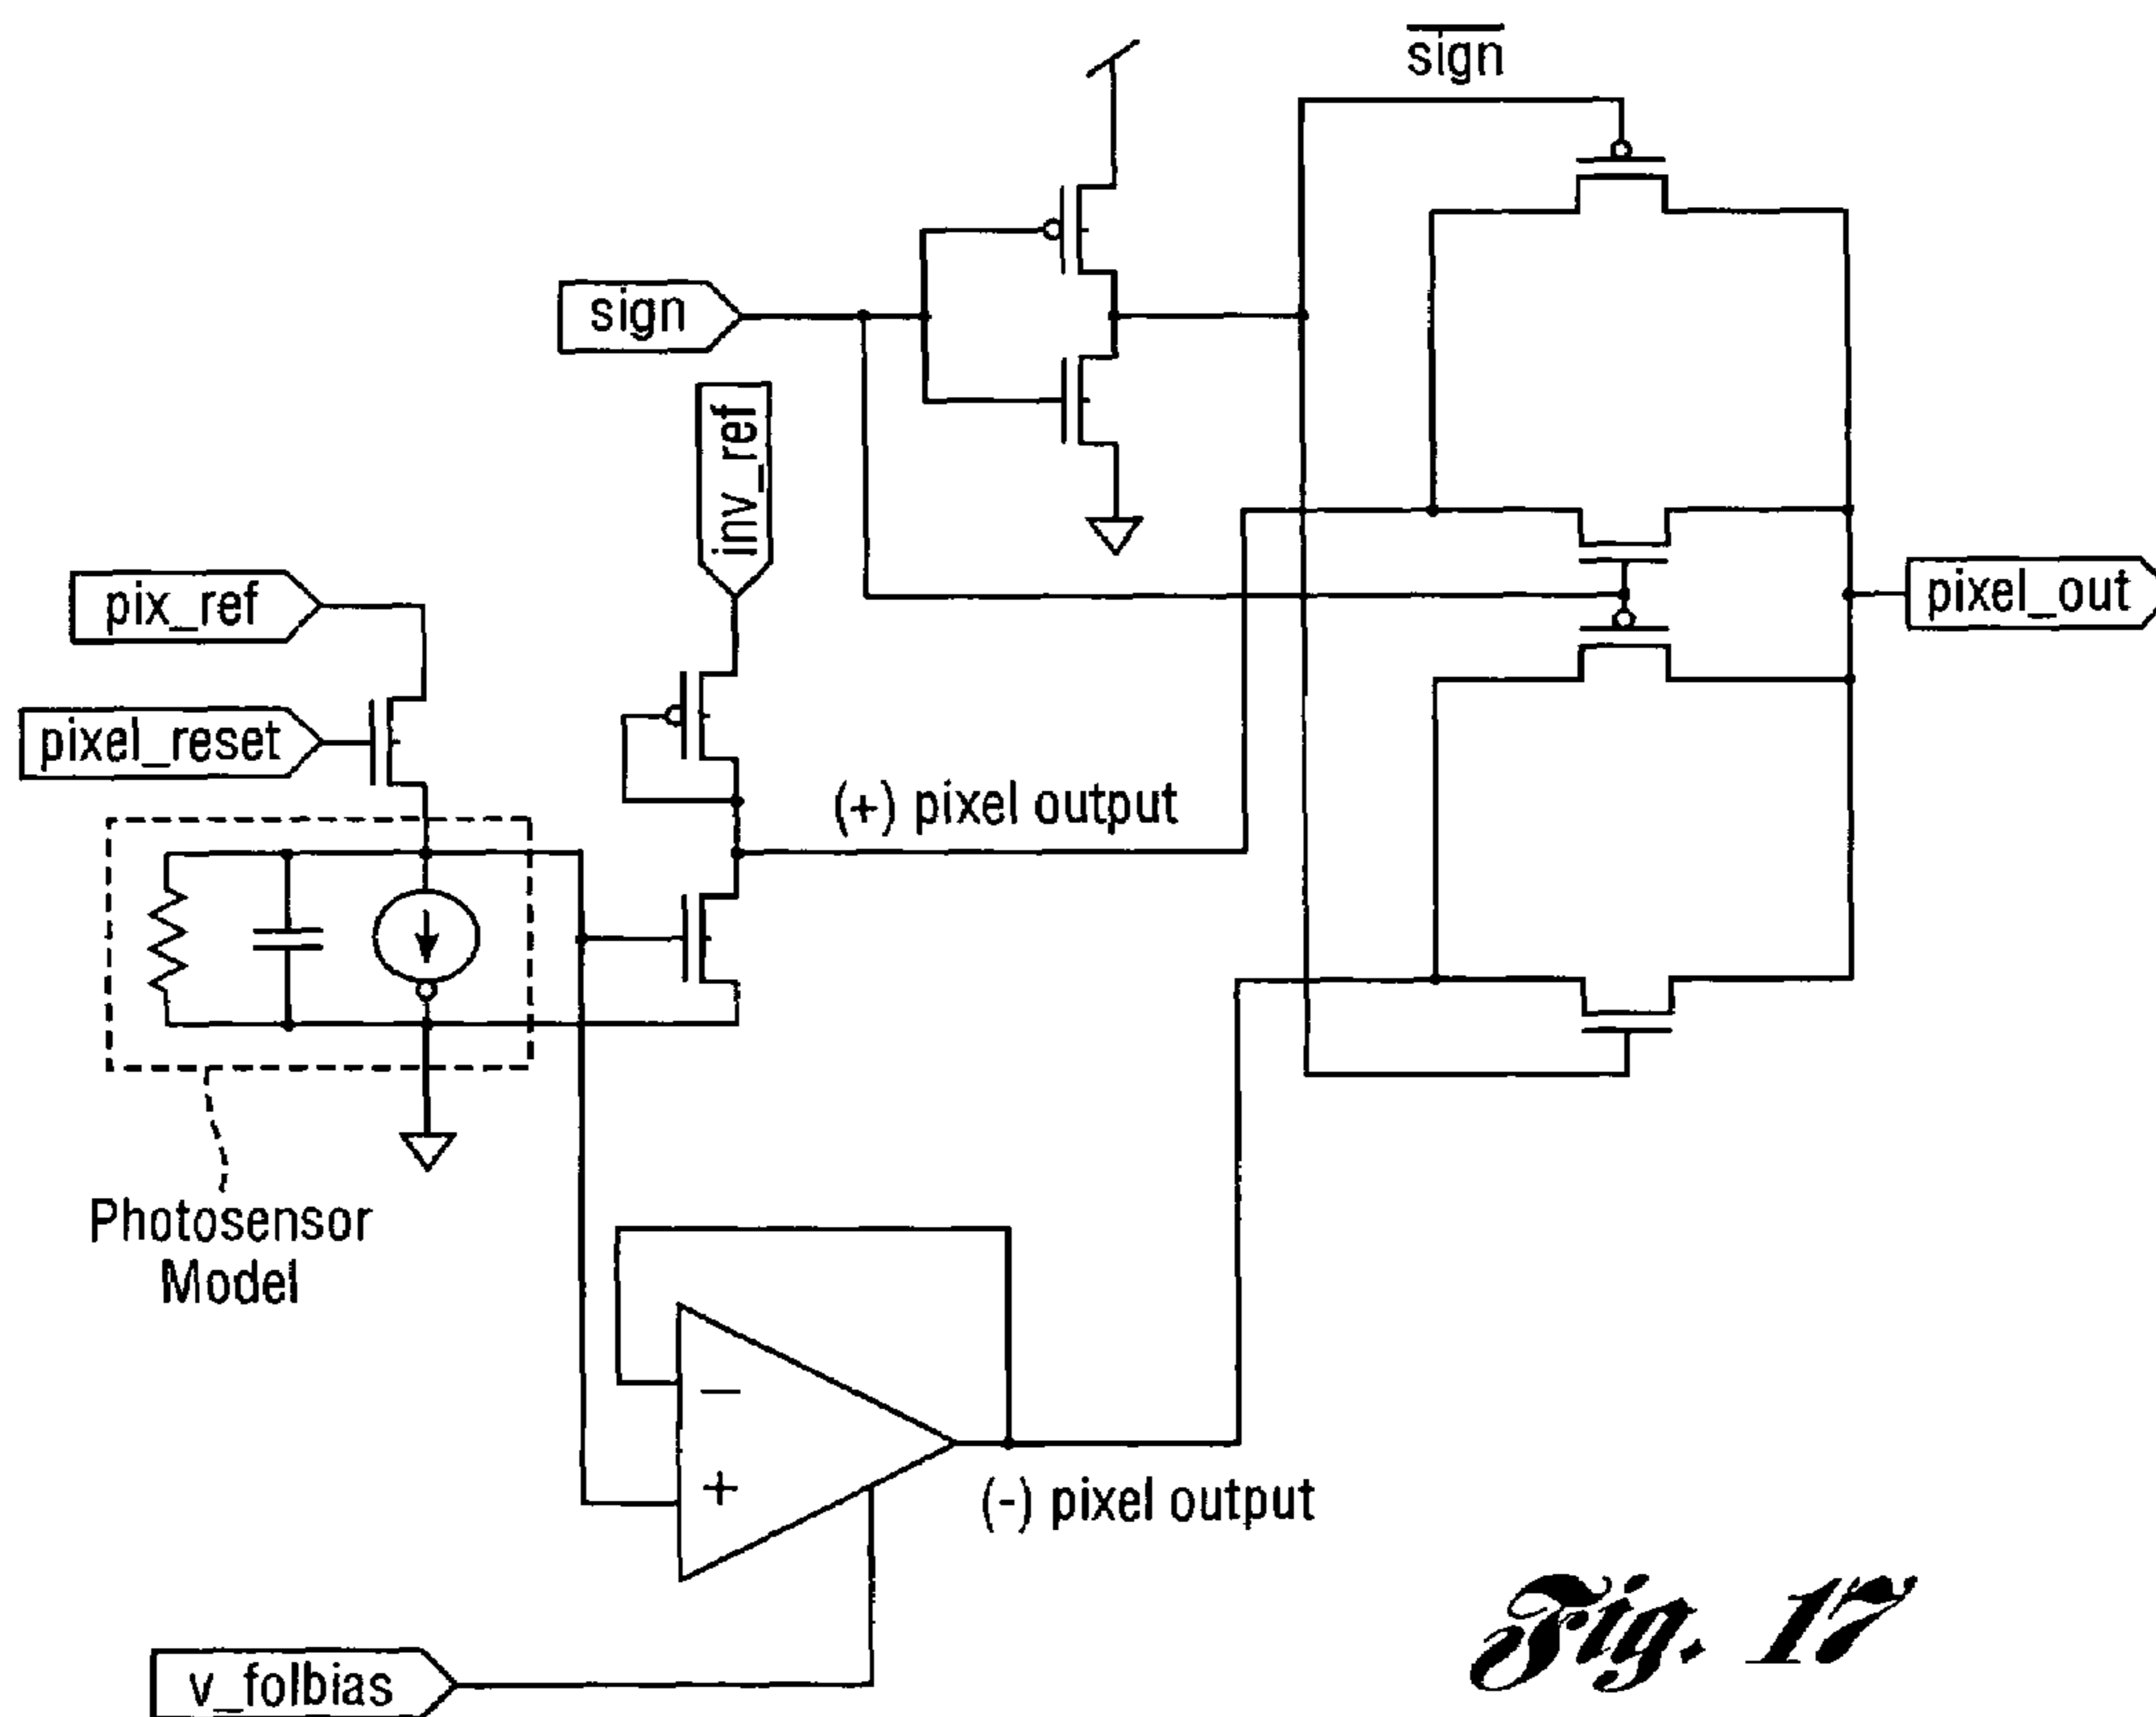 sign
sign
inv_ref
pix_ref
pixel_out
pixel_reset
(+) pixel output
Photosensor
Model
−
+
(-) pixel output
v_folbias
Fig. 17